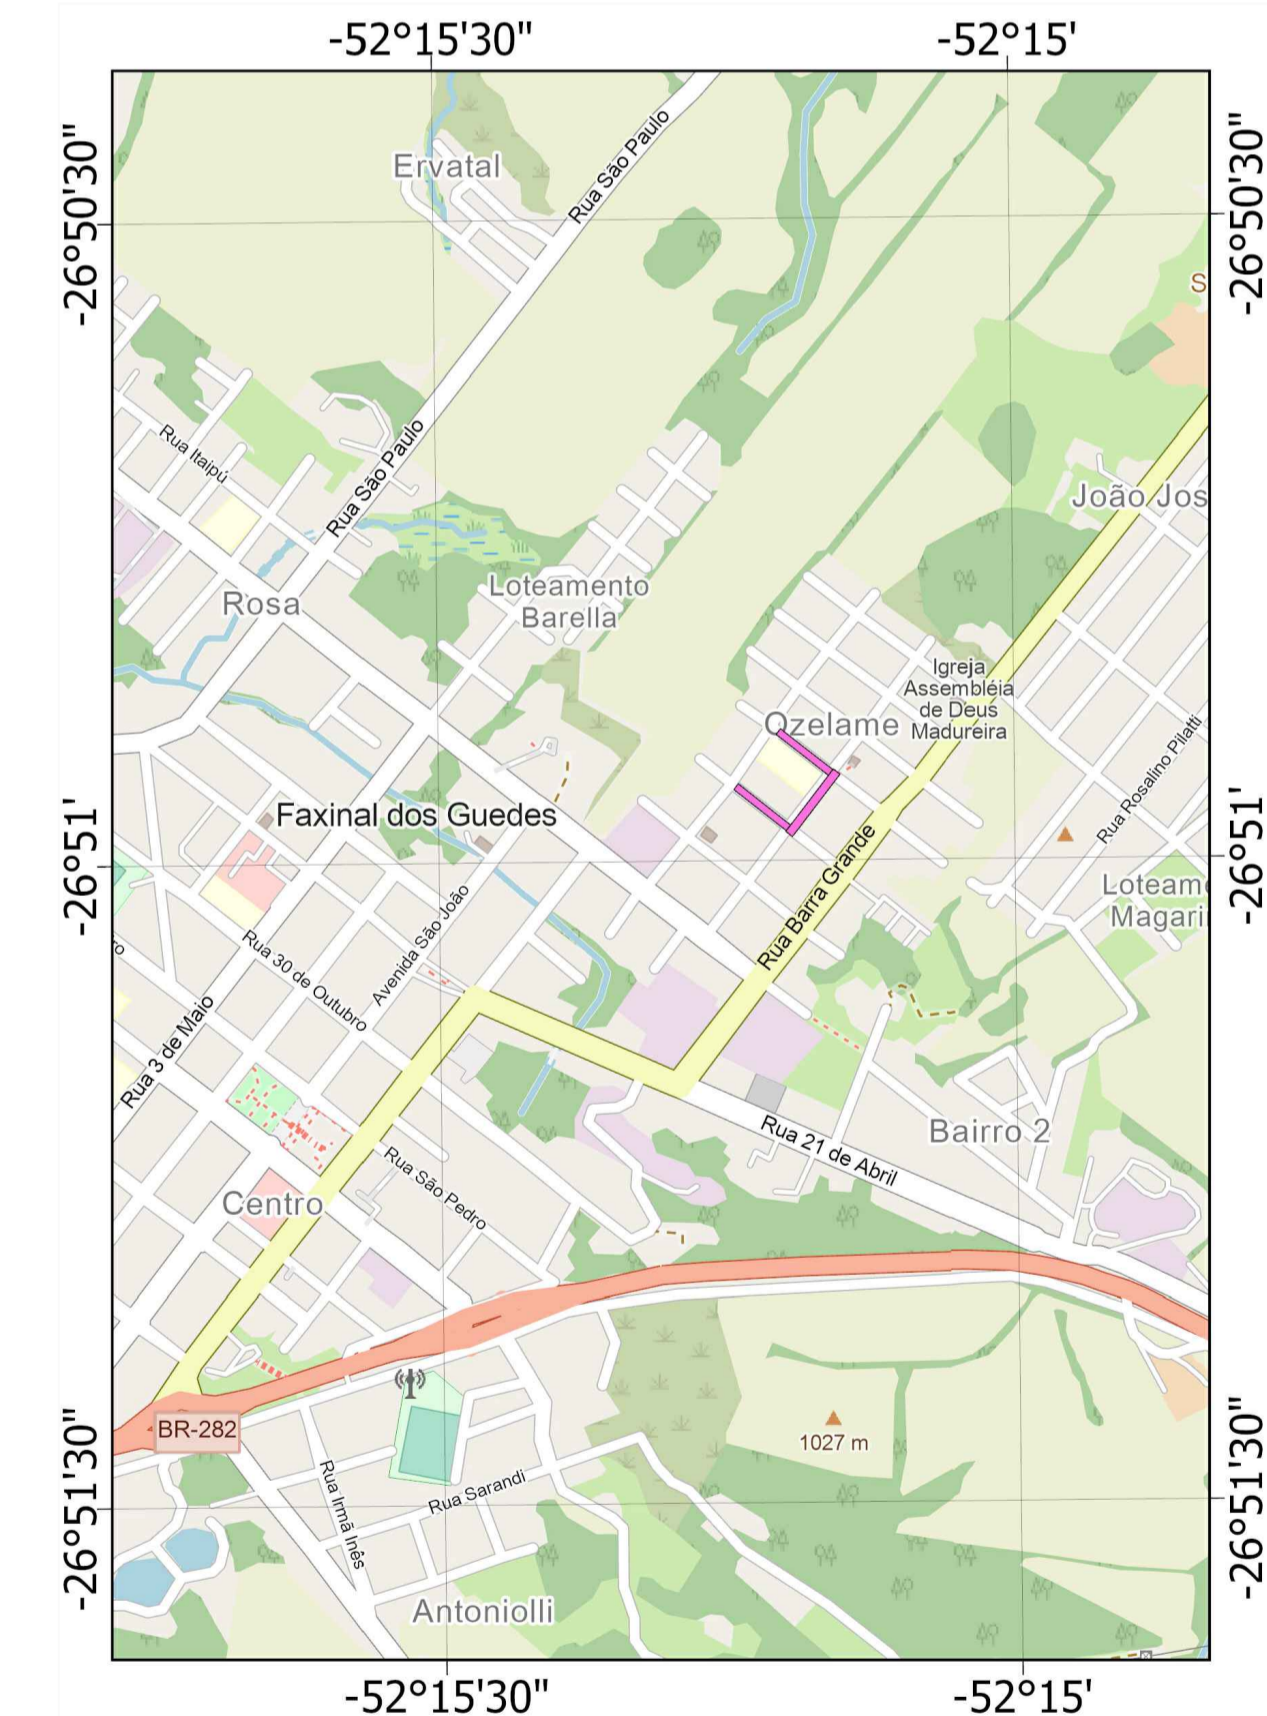 -52°15'30"
-52°15'
-26°50'30"
-26°50'30"
Ervatal
Rua São Paulo
S
Rua Itaipú
Rua São Paulo
João Jos
Rosa
Loteamento
Barella
Igreja
Assembléia
de Deus
Madureira
Ozelame
Rua Rosalino Pilatti
Faxinal dos Guedes
-26°51'
-26°51'
Rua Barra Grande
Loteame
Magari
Avenida São João
Rua 30 de Outubro
ro
Rua 3 de Maio
Rua 21 de Abril
Bairro 2
Rua São Pedro
Centro
BR-282
1027 m
-26°51'30"
-26°51'30"
Rua Irmã Inês
Rua Sarandi
Antoniolli
-52°15'30"
-52°15'